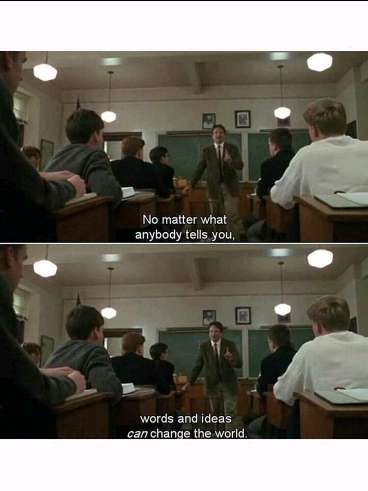 No matter what
anybody tells you,
words and ideas
can change the world.